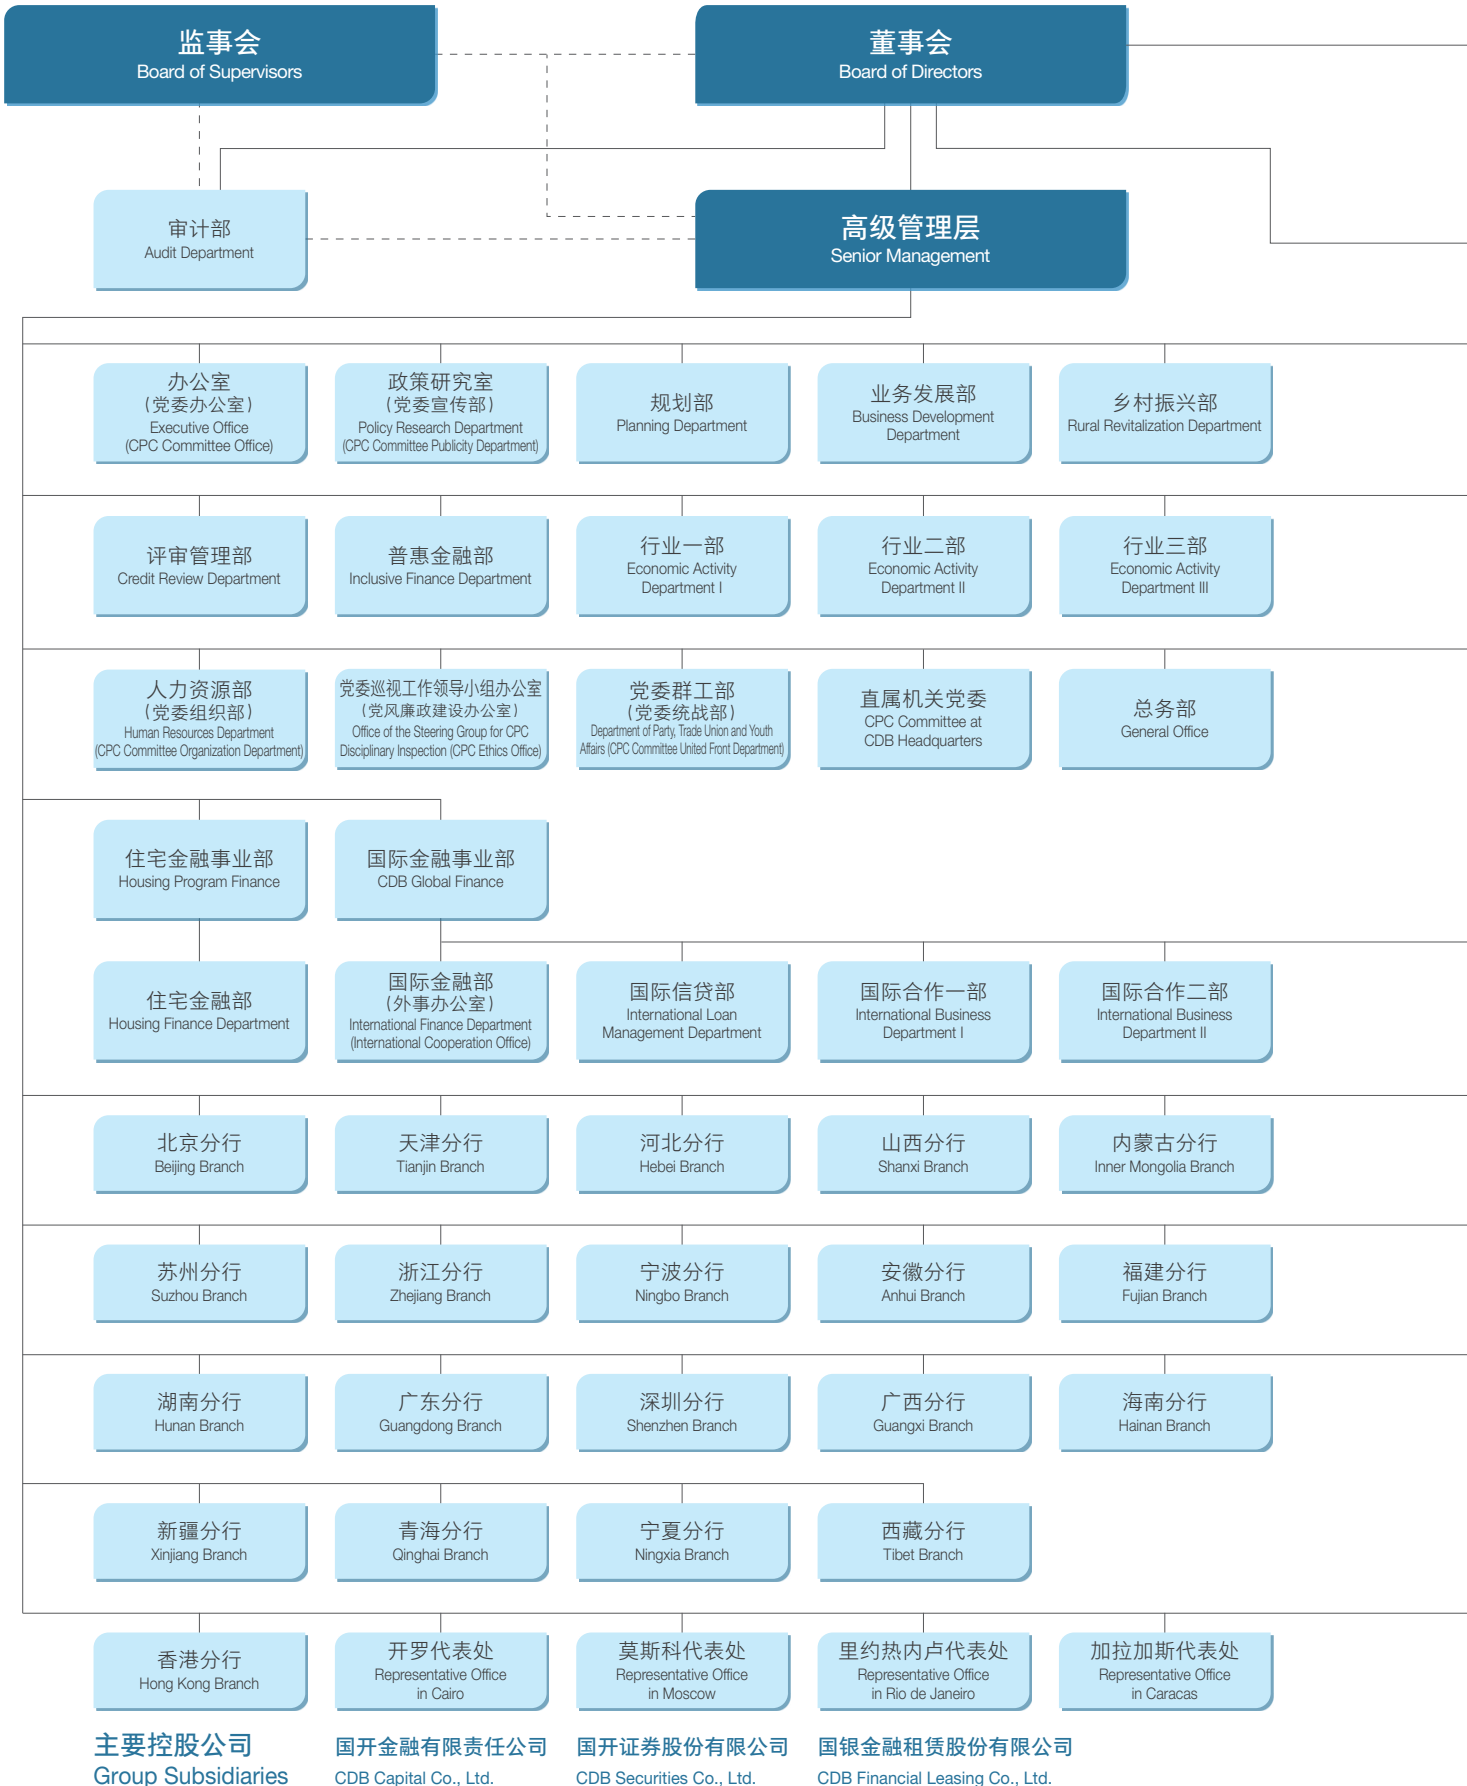 监事会
Board of Supervisors
董事会
Board of Directors
审计部
Audit Department
高级管理层
Senior Management
办公室
(党委办公室)
Executive Office
(CPC Committee Office)
政策研究室
(党委宣传部)
Policy Research Department
(CPC Committee Publicity Department)
规划部
Planning Department
业务发展部
Business Development
Department
乡村振兴部
Rural Revitalization Department
评审管理部
Credit Review Department
普惠金融部
Inclusive Finance Department
行业一部
Economic Activity
Department I
行业二部
Economic Activity
Department II
行业三部
Economic Activity
Department III
人力资源部
(党委组织部)
Human Resources Department
(CPC Committee Organization Department)
党委巡视工作领导小组办公室
(党风廉政建设办公室)
Office of the Steering Group for CPC
Disciplinary Inspection (CPC Ethics Office)
党委群工部
(党委统战部)
Department of Party, Trade Union and Youth
Affairs (CPC Committee United Front Department)
直属机关党委
CPC Committee at
CDB Headquarters
总务部
General Office
住宅金融事业部
Housing Program Finance
国际金融事业部
CDB Global Finance
住宅金融部
Housing Finance Department
国际金融部
(外事办公室)
International Finance Department
(International Cooperation Office)
国际信贷部
International Loan
Management Department
国际合作一部
International Business
Department I
国际合作二部
International Business
Department II
北京分行
Beijing Branch
天津分行
Tianjin Branch
河北分行
Hebei Branch
山西分行
Shanxi Branch
内蒙古分行
Inner Mongolia Branch
苏州分行
Suzhou Branch
浙江分行
Zhejiang Branch
宁波分行
Ningbo Branch
安徽分行
Anhui Branch
福建分行
Fujian Branch
湖南分行
Hunan Branch
广东分行
Guangdong Branch
深圳分行
Shenzhen Branch
广西分行
Guangxi Branch
海南分行
Hainan Branch
新疆分行
Xinjiang Branch
青海分行
Qinghai Branch
宁夏分行
Ningxia Branch
西藏分行
Tibet Branch
香港分行
Hong Kong Branch
开罗代表处
Representative Office
in Cairo
莫斯科代表处
Representative Office
in Moscow
里约热内卢代表处
Representative Office
in Rio de Janeiro
加拉加斯代表处
Representative Office
in Caracas
主要控股公司
Group Subsidiaries
国开金融有限责任公司
CDB Capital Co., Ltd.
国开证券股份有限公司
CDB Securities Co., Ltd.
国银金融租赁股份有限公司
CDB Financial Leasing Co., Ltd.